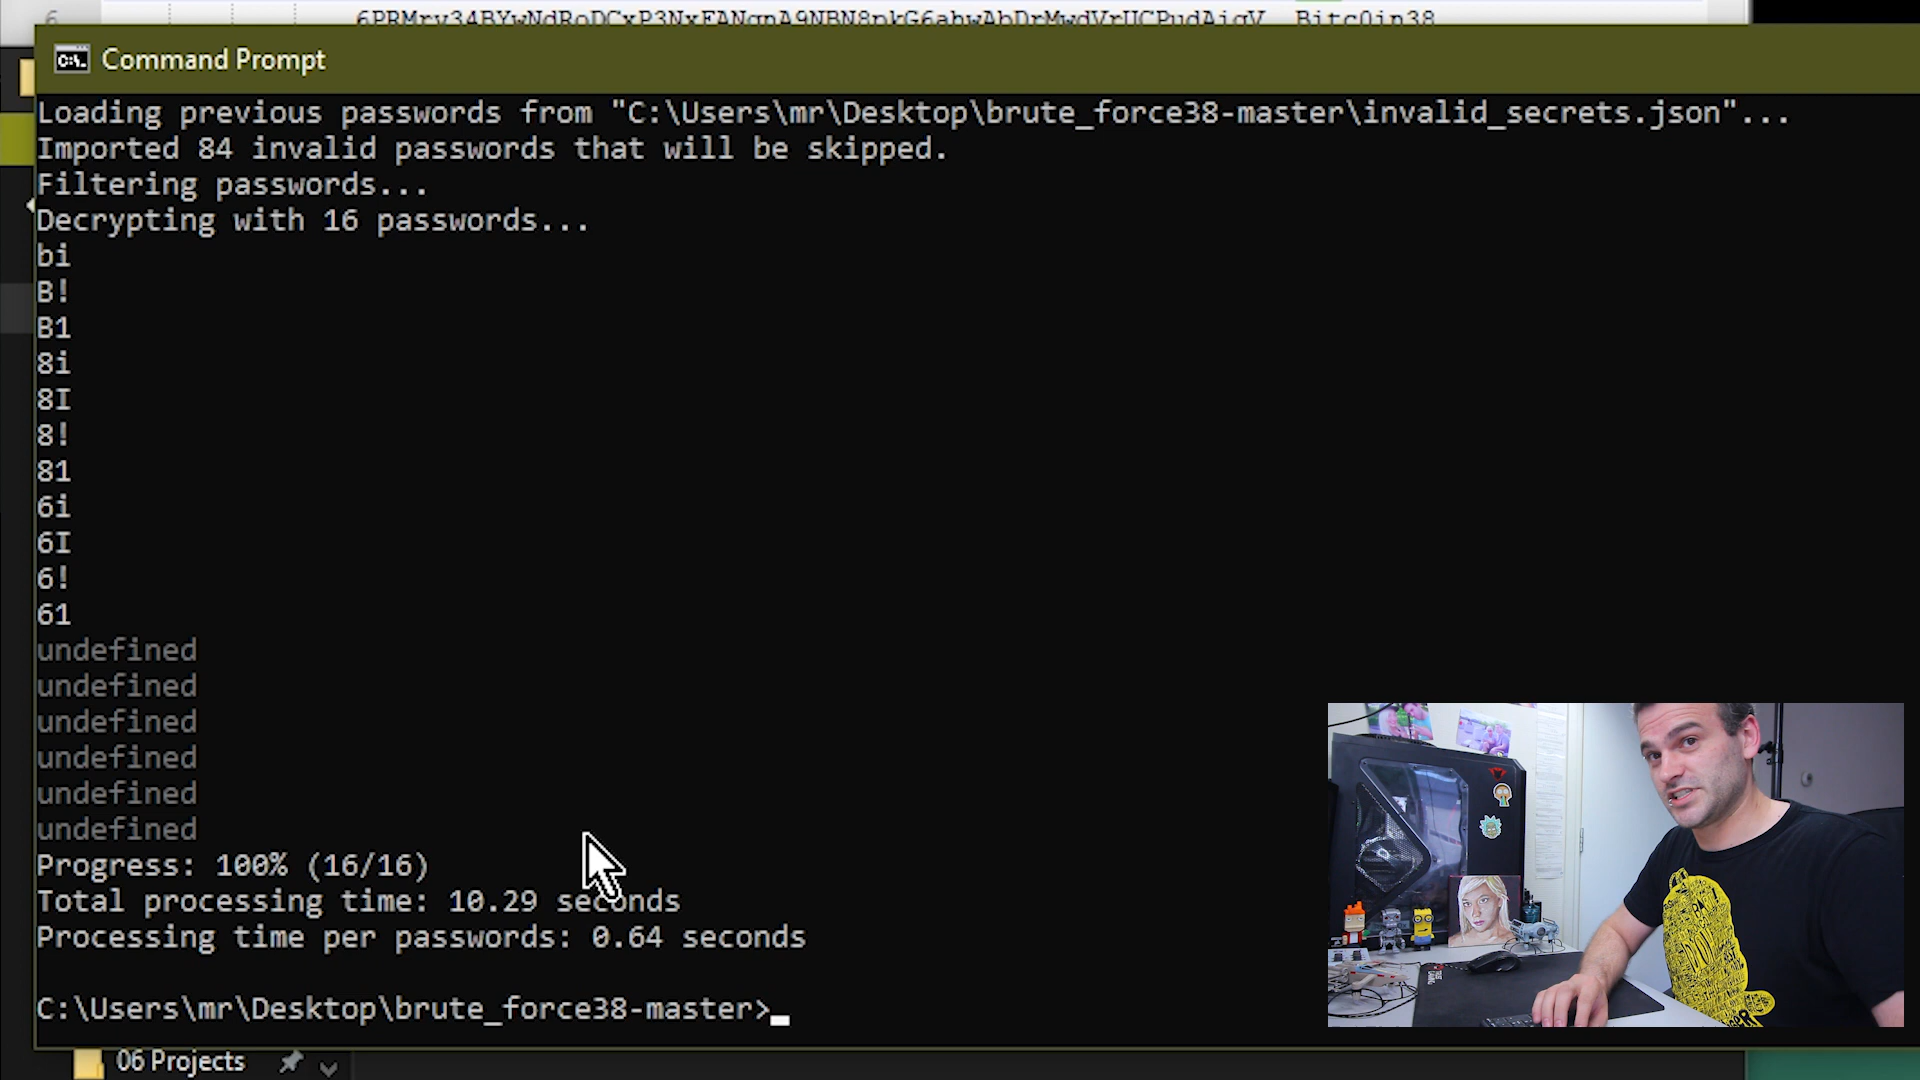 6PRMry34BYwNdRoDCxP3NxFANgnA9NBN8pkG6ahwAbDrMwdVrUCPudAigV Bitc0in38
Command Prompt
Loading previous passwords from "C:\Users\mr\Desktop\brute_force38-master\invalid_secrets.json"...
Imported 84 invalid passwords that will be skipped.
Filtering passwords...
Decrypting with 16 passwords...
bi
B!
B1
8i
8I
8!
81
6i
6I
6!
61
undefined
undefined
undefined
undefined
undefined
undefined
Progress: 100% (16/16)
Total processing time: 10.29 seconds
Processing time per passwords: 0.64 seconds
C:\Users\mr\Desktop\brute_force38-master>
06 Projects